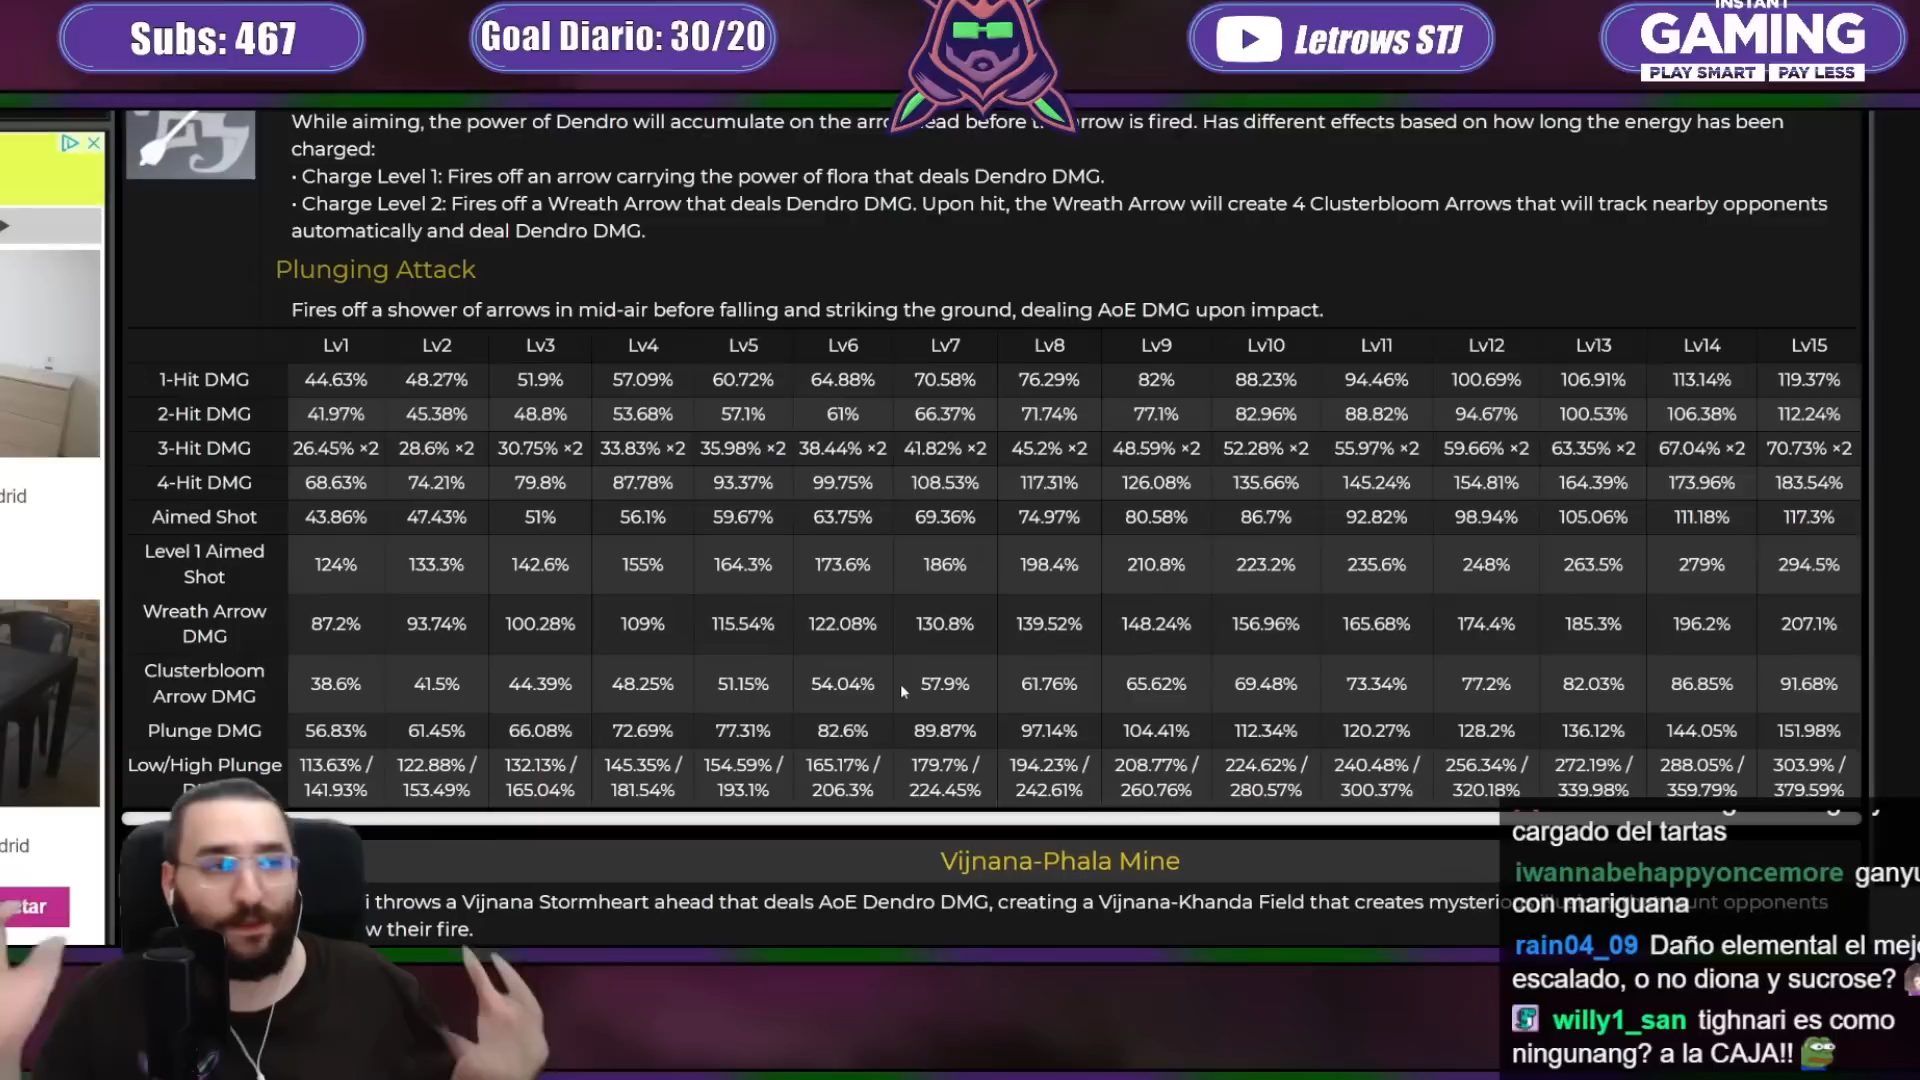 Subs: 467
Goal Diario: 30/20
Letrows STJ
INSTANT
GAMING
PLAY SMART PAY LESS
While aiming, the power of Dendro will accumulate on the arrowhead before the arrow is fired. Has different effects based on how long the energy has been
charged:
· Charge Level 1: Fires off an arrow carrying the power of flora that deals Dendro DMG.
· Charge Level 2: Fires off a Wreath Arrow that deals Dendro DMG. Upon hit, the Wreath Arrow will create 4 Clusterbloom Arrows that will track nearby opponents
automatically and deal Dendro DMG.
Plunging Attack
Fires off a shower of arrows in mid-air before falling and striking the ground, dealing AoE DMG upon impact.
Lv1 Lv2 Lv3 Lv4 Lv5 Lv6 Lv7 Lv8 Lv9 Lv10 Lv11 Lv12 Lv13 Lv14 Lv15
1-Hit DMG 44.63% 48.27% 51.9% 57.09% 60.72% 64.88% 70.58% 76.29% 82% 88.23% 94.46% 100.69% 106.91% 113.14% 119.37%
2-Hit DMG 41.97% 45.38% 48.8% 53.68% 57.1% 61% 66.37% 71.74% 77.1% 82.96% 88.82% 94.67% 100.53% 106.38% 112.24%
3-Hit DMG 26.45% ×2 28.6% ×2 30.75% ×2 33.83% ×2 35.98% ×2 38.44% ×2 41.82% ×2 45.2% ×2 48.59% ×2 52.28% ×2 55.97% ×2 59.66% ×2 63.35% ×2 67.04% ×2 70.73% ×2
4-Hit DMG 68.63% 74.21% 79.8% 87.78% 93.37% 99.75% 108.53% 117.31% 126.08% 135.66% 145.24% 154.81% 164.39% 173.96% 183.54%
Aimed Shot 43.86% 47.43% 51% 56.1% 59.67% 63.75% 69.36% 74.97% 80.58% 86.7% 92.82% 98.94% 105.06% 111.18% 117.3%
Level 1 Aimed
Shot 124% 133.3% 142.6% 155% 164.3% 173.6% 186% 198.4% 210.8% 223.2% 235.6% 248% 263.5% 279% 294.5%
Wreath Arrow
DMG 87.2% 93.74% 100.28% 109% 115.54% 122.08% 130.8% 139.52% 148.24% 156.96% 165.68% 174.4% 185.3% 196.2% 207.1%
Clusterbloom
Arrow DMG 38.6% 41.5% 44.39% 48.25% 51.15% 54.04% 57.9% 61.76% 65.62% 69.48% 73.34% 77.2% 82.03% 86.85% 91.68%
Plunge DMG 56.83% 61.45% 66.08% 72.69% 77.31% 82.6% 89.87% 97.14% 104.41% 112.34% 120.27% 128.2% 136.12% 144.05% 151.98%
Low/High Plunge 113.63% / 122.88% / 132.13% / 145.35% / 154.59% / 165.17% / 179.7% / 194.23% / 208.77% / 224.62% / 240.48% / 256.34% / 272.19% / 288.05% / 303.9% /
141.93% 153.49% 165.04% 181.54% 193.1% 206.3% 224.45% 242.61% 260.76% 280.57% 300.37% 320.18% 339.98% 359.79% 379.59%
Vijnana-Phala Mine
i throws a Vijnana Stormheart ahead that deals AoE Dendro DMG, creating a Vijnana-Khanda Field that creates opponents
w their fire.
drid
drid
tar
cargado del tartas
iwannabehappyoncemore ganyu
con mariguana
rain04_09 Daño elemental el mejo
escalado, o no diona y sucrose?
willy1_san tighnari es como
ningunang? a la CAJA!!